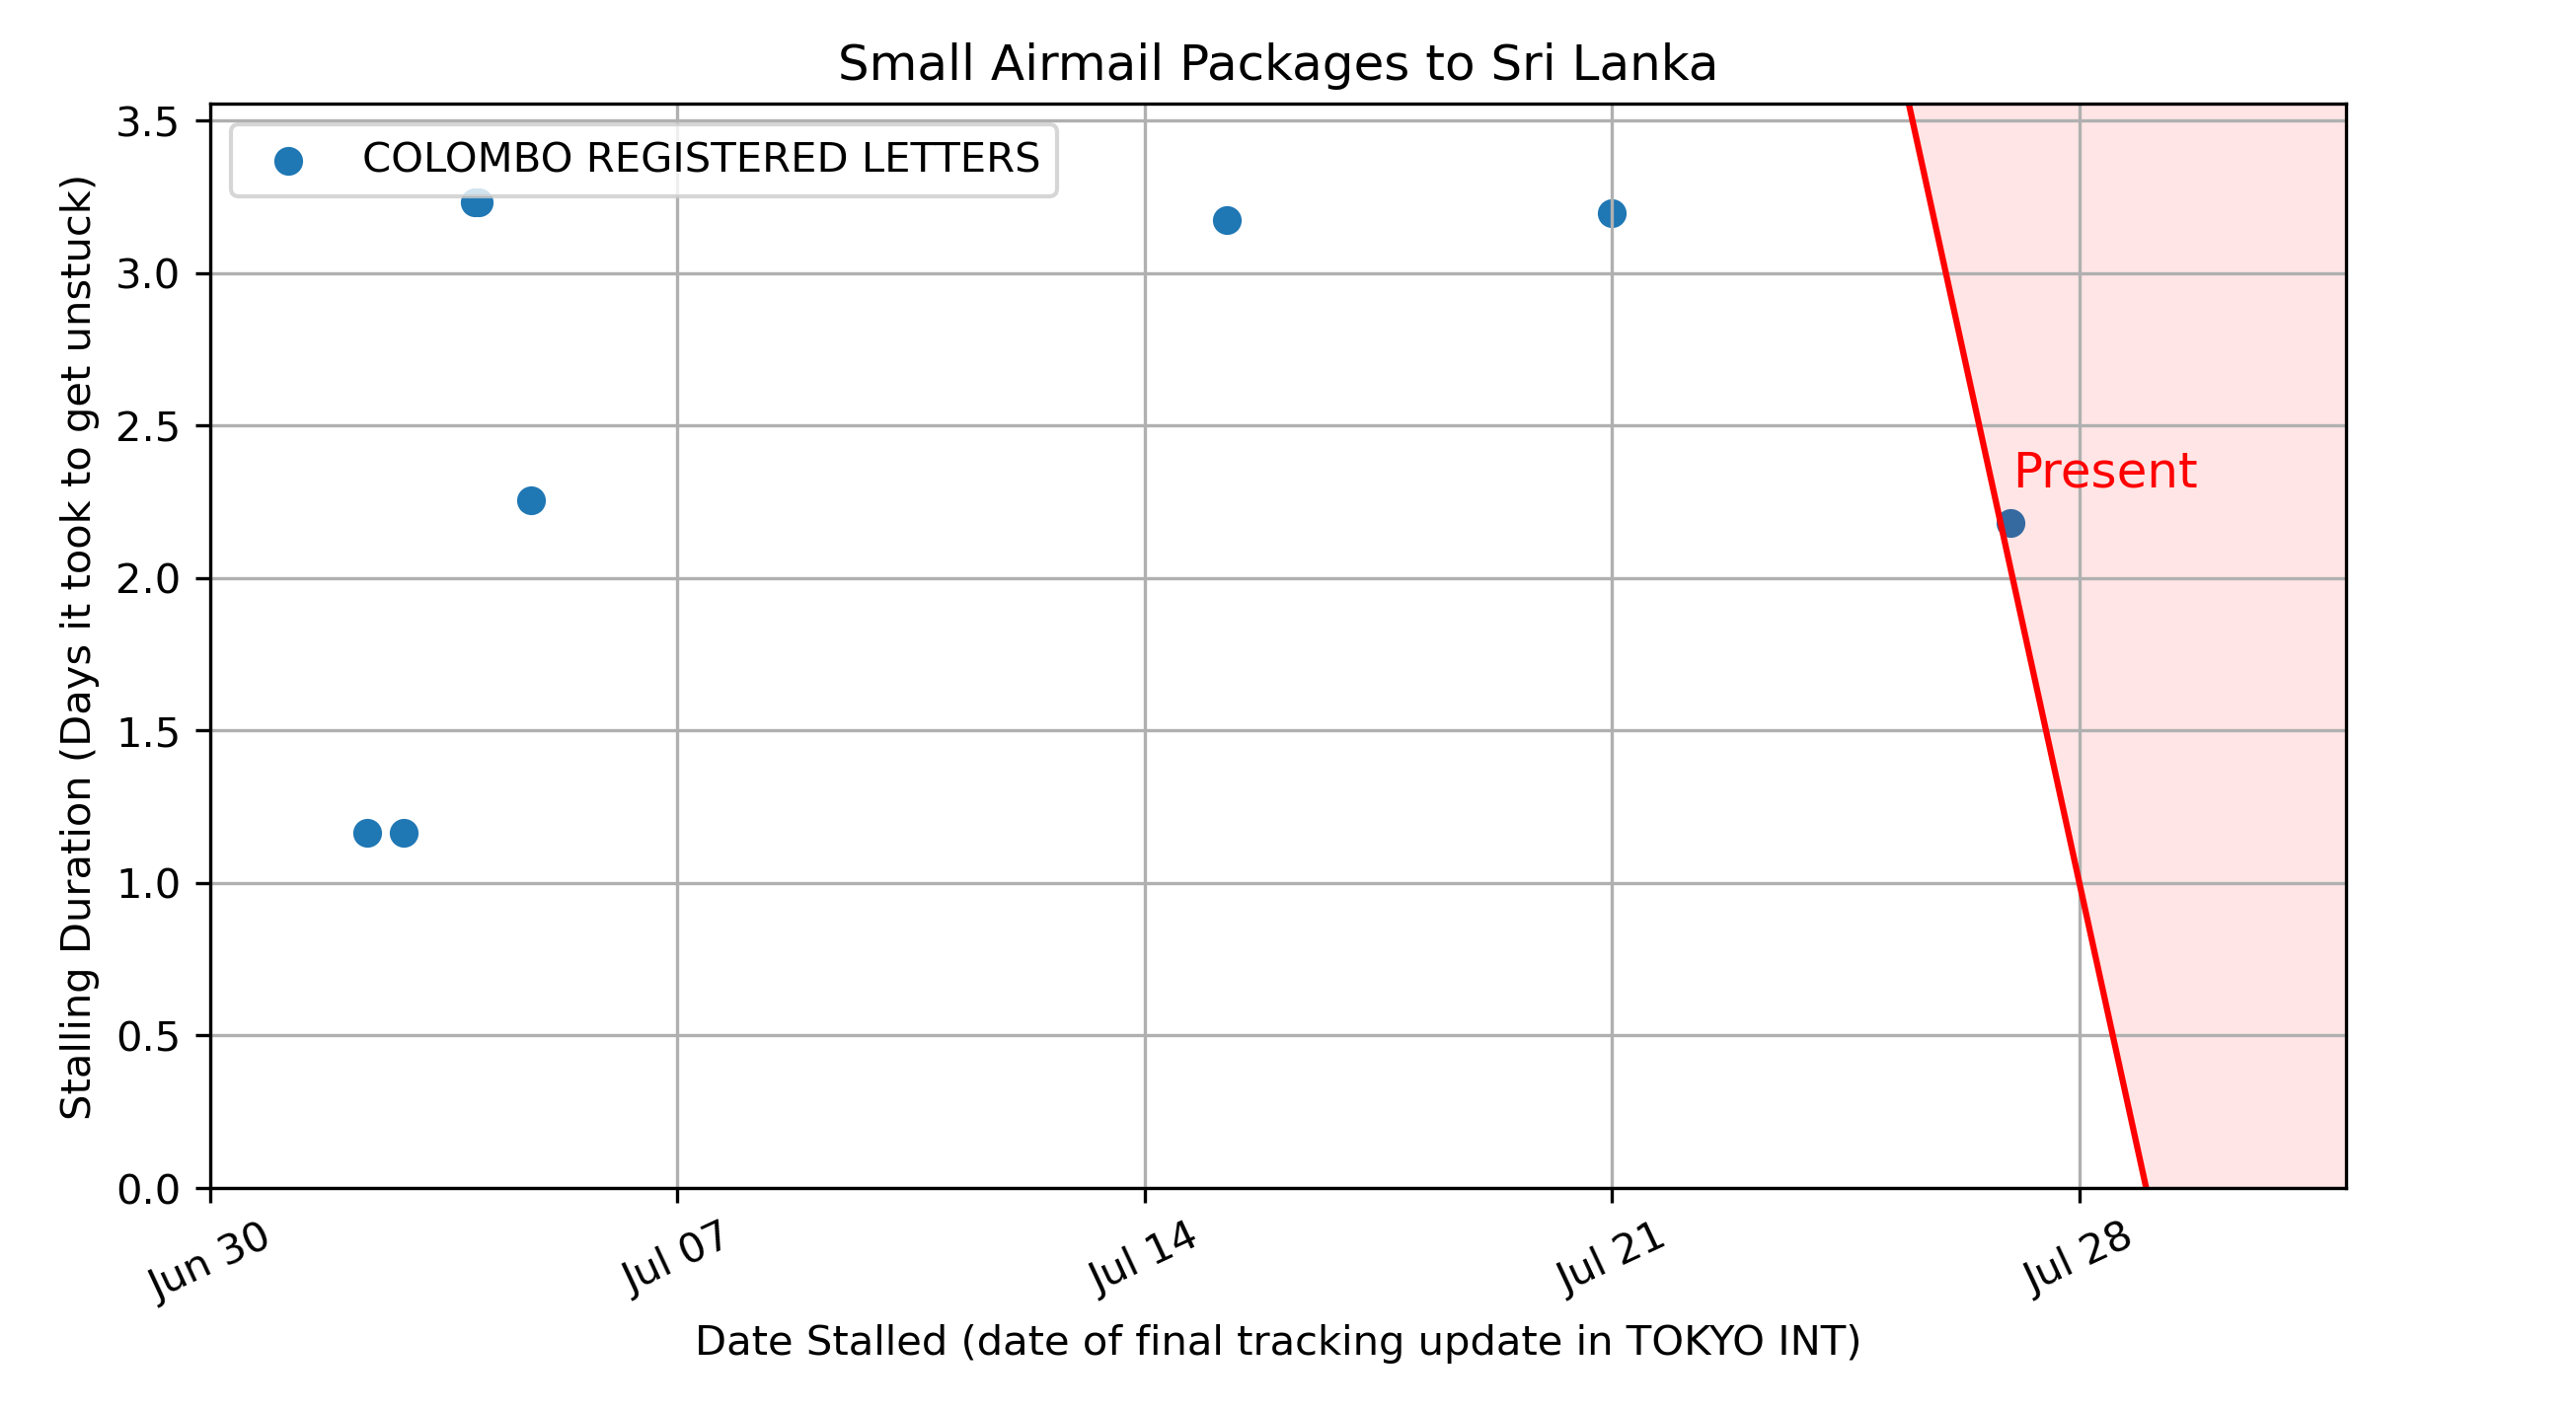 Small Airmail Packages to Sri Lanka
COLOMBO REGISTERED LETTERS
Stalling Duration (Days it took to get unstuck)
3.5
3.0
2.5
2.0
1.5
1.0
0.5
0.0
Present
Jun 30
Jul 07
Jul 14
Jul 21
Jul 28
Date Stalled (date of final tracking update in TOKYO INT)